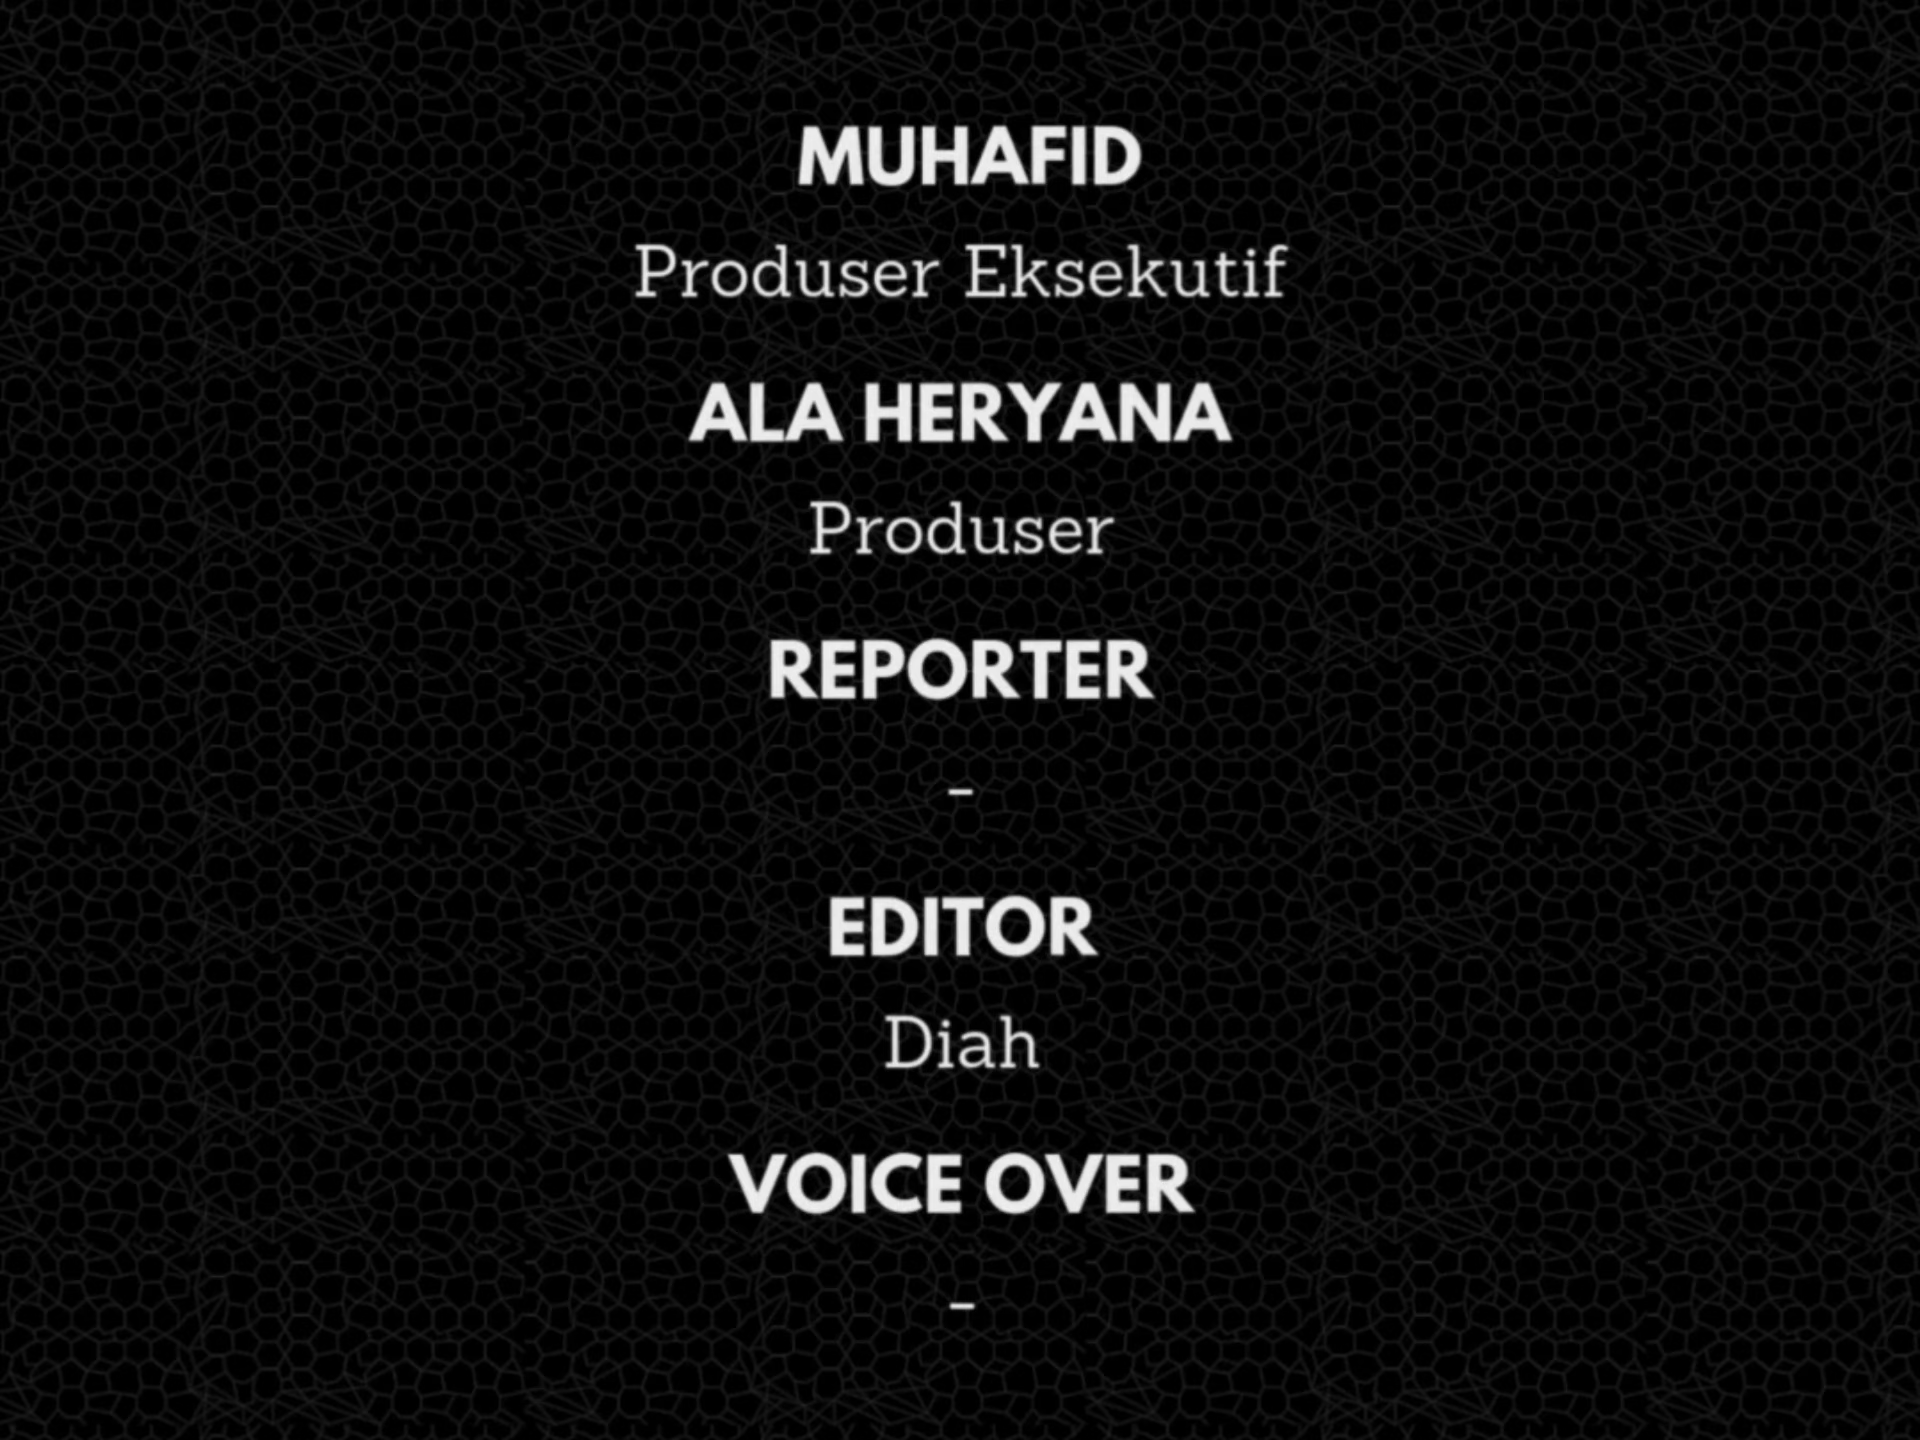 MUHAFID
Produser Eksekutif
ALA HERYANA
Produser
REPORTER
-
EDITOR
Diah
VOICE OVER
-